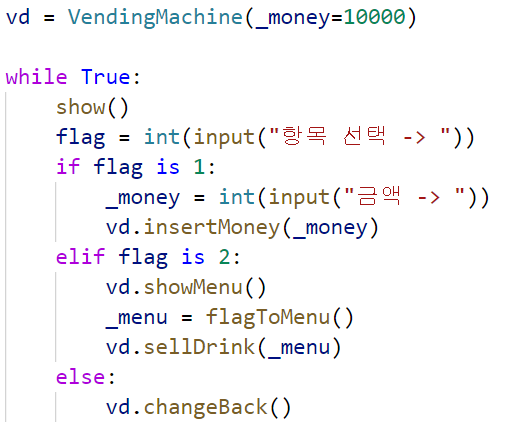 vd = VendingMachine(_money=10000)
while True:
    show()
    flag = int(input("항목 선택 -> "))
    if flag is 1:
        _money = int(input("금액 -> "))
        vd.insertMoney(_money)
    elif flag is 2:
        vd.showMenu()
        _menu = flagToMenu()
        vd.sellDrink(_menu)
    else:
        vd.changeBack()